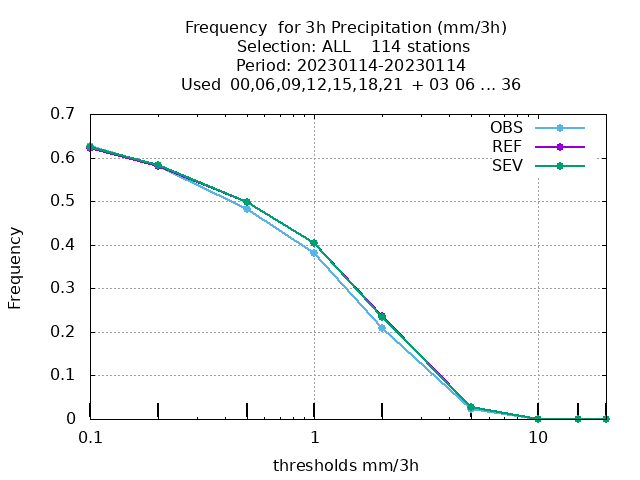 Frequency  for 3h Precipitation (mm/3h)
Selection: ALL    114 stations
Period: 20230114-20230114
Used  00,06,09,12,15,18,21  + 03 06 ... 36
0.7
0.6
0.5
0.4
0.3
0.2
0.1
0
Frequency
OBS
REF
SEV
0.1
1
10
thresholds mm/3h